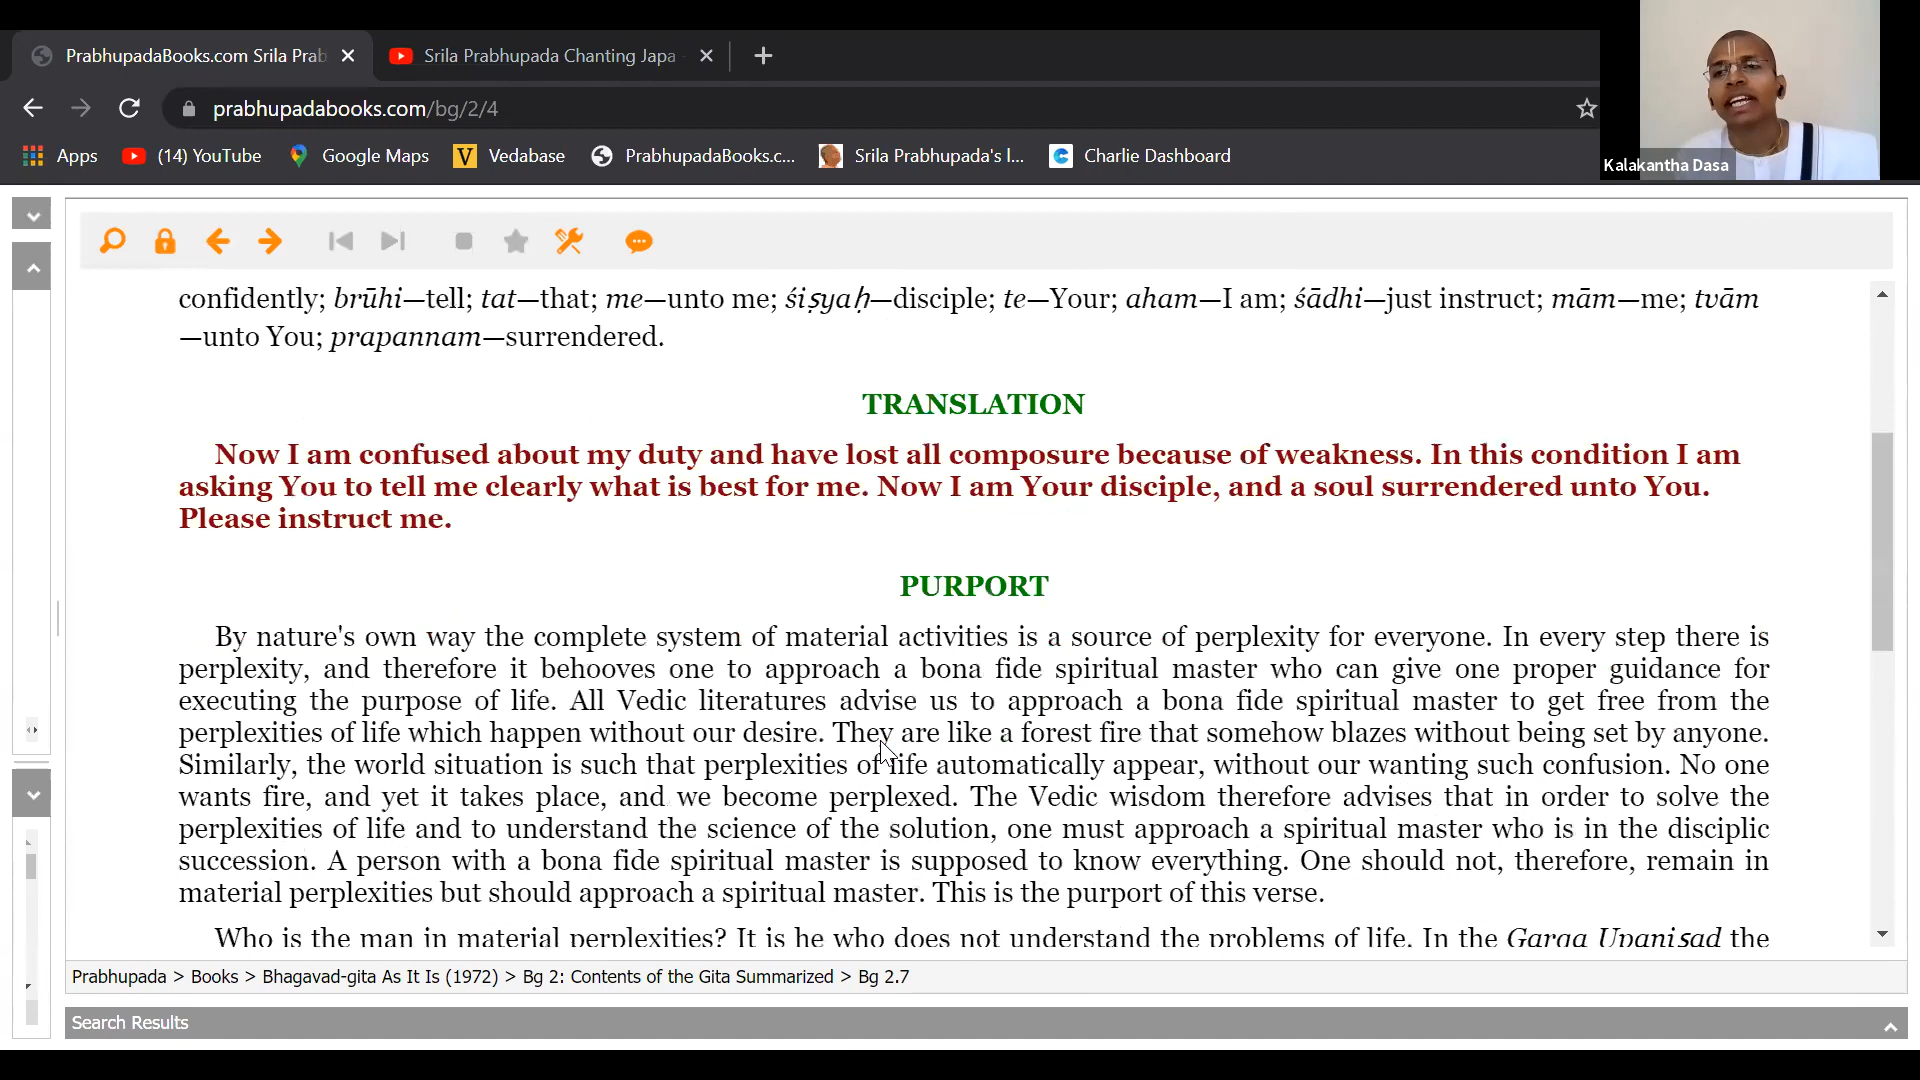 PrabhupadaBooks.com Srila Prab
Srila Prabhupada Chanting Japa
prabhupadabooks.com/bg/2/4
Apps
(14) YouTube
Google Maps
Vedabase
PrabhupadaBooks.c...
Srila Prabhupada's l...
Charlie Dashboard
Kalakantha Dasa
confidently; brūhi—tell; tat—that; me—unto me; śiṣyaḥ—disciple; te—Your; aham—I am; śādhi—just instruct; mām—me; tvām
—unto You; prapannam—surrendered.
TRANSLATION
Now I am confused about my duty and have lost all composure because of weakness. In this condition I am
asking You to tell me clearly what is best for me. Now I am Your disciple, and a soul surrendered unto You.
Please instruct me.
PURPORT
By nature's own way the complete system of material activities is a source of perplexity for everyone. In every step there is
perplexity, and therefore it behooves one to approach a bona fide spiritual master who can give one proper guidance for
executing the purpose of life. All Vedic literatures advise us to approach a bona fide spiritual master to get free from the
perplexities of life which happen without our desire. They are like a forest fire that somehow blazes without being set by anyone.
Similarly, the world situation is such that perplexities of life automatically appear, without our wanting such confusion. No one
wants fire, and yet it takes place, and we become perplexed. The Vedic wisdom therefore advises that in order to solve the
perplexities of life and to understand the science of the solution, one must approach a spiritual master who is in the disciplic
succession. A person with a bona fide spiritual master is supposed to know everything. One should not, therefore, remain in
material perplexities but should approach a spiritual master. This is the purport of this verse.
Who is the man in material perplexities? It is he who does not understand the problems of life. In the Garga Upaniṣad the
Prabhupada > Books > Bhagavad-gita As It Is (1972) > Bg 2: Contents of the Gita Summarized > Bg 2.7
Search Results